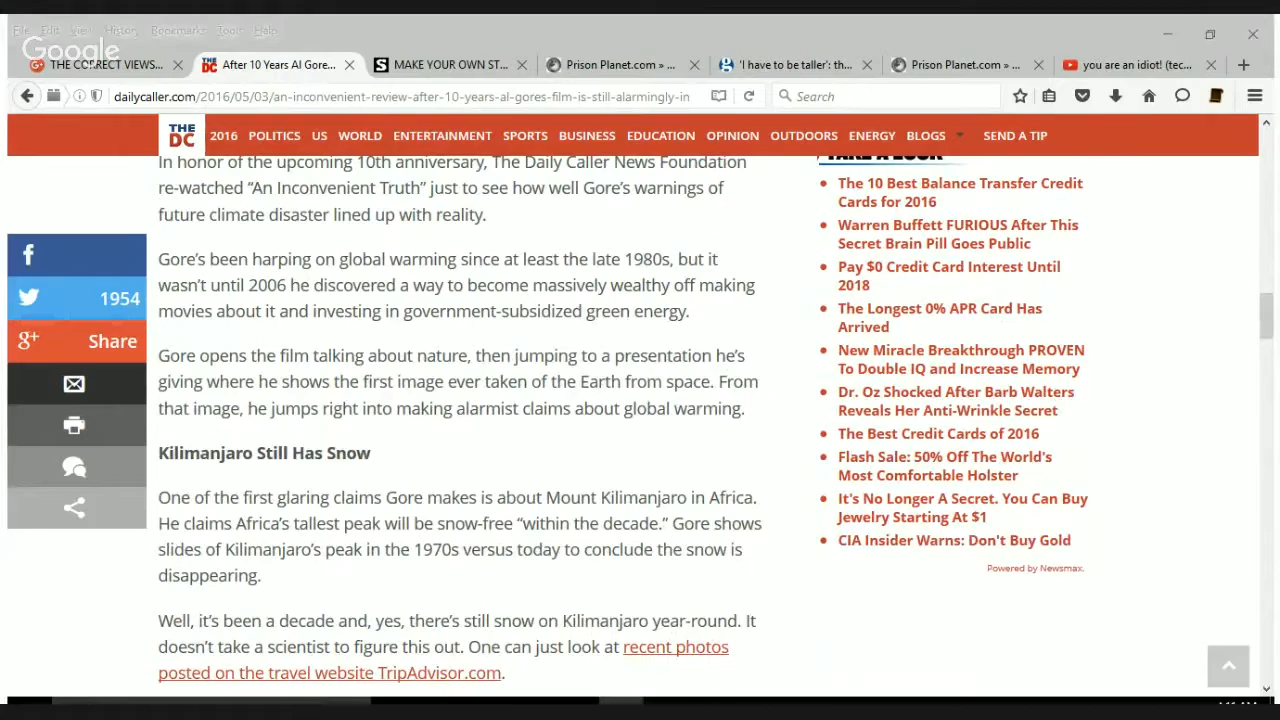 File Edit View History Bookmarks Tools Help
Google
THE CORRECT VIEWS...
After 10 Years Al Gore...
MAKE YOUR OWN ST...
Prison Planet.com » ...
'I have to be taller': th...
Prison Planet.com » ...
you are an idiot! (tec...
dailycaller.com/2016/05/03/an-inconvenient-review-after-10-years-al-gores-film-is-still-alarmingly-in
Search
THE DC
2016 POLITICS US WORLD ENTERTAINMENT SPORTS BUSINESS EDUCATION OPINION OUTDOORS ENERGY BLOGS SEND A TIP
In honor of the upcoming 10th anniversary, The Daily Caller News Foundation
re-watched “An Inconvenient Truth” just to see how well Gore’s warnings of
future climate disaster lined up with reality.
Gore’s been harping on global warming since at least the late 1980s, but it
wasn’t until 2006 he discovered a way to become massively wealthy off making
movies about it and investing in government-subsidized green energy.
Gore opens the film talking about nature, then jumping to a presentation he’s
giving where he shows the first image ever taken of the Earth from space. From
that image, he jumps right into making alarmist claims about global warming.
Kilimanjaro Still Has Snow
One of the first glaring claims Gore makes is about Mount Kilimanjaro in Africa.
He claims Africa’s tallest peak will be snow-free “within the decade.” Gore shows
slides of Kilimanjaro’s peak in the 1970s versus today to conclude the snow is
disappearing.
Well, it’s been a decade and, yes, there’s still snow on Kilimanjaro year-round. It
doesn’t take a scientist to figure this out. One can just look at recent photos
posted on the travel website TripAdvisor.com.
1954
g+ Share
TAKE A LOOK
The 10 Best Balance Transfer Credit
Cards for 2016
Warren Buffett FURIOUS After This
Secret Brain Pill Goes Public
Pay $0 Credit Card Interest Until
2018
The Longest 0% APR Card Has
Arrived
New Miracle Breakthrough PROVEN
To Double IQ and Increase Memory
Dr. Oz Shocked After Barb Walters
Reveals Her Anti-Wrinkle Secret
The Best Credit Cards of 2016
Flash Sale: 50% Off The World's
Most Comfortable Holster
It's No Longer A Secret. You Can Buy
Jewelry Starting At $1
CIA Insider Warns: Don't Buy Gold
Powered by Newsmax.